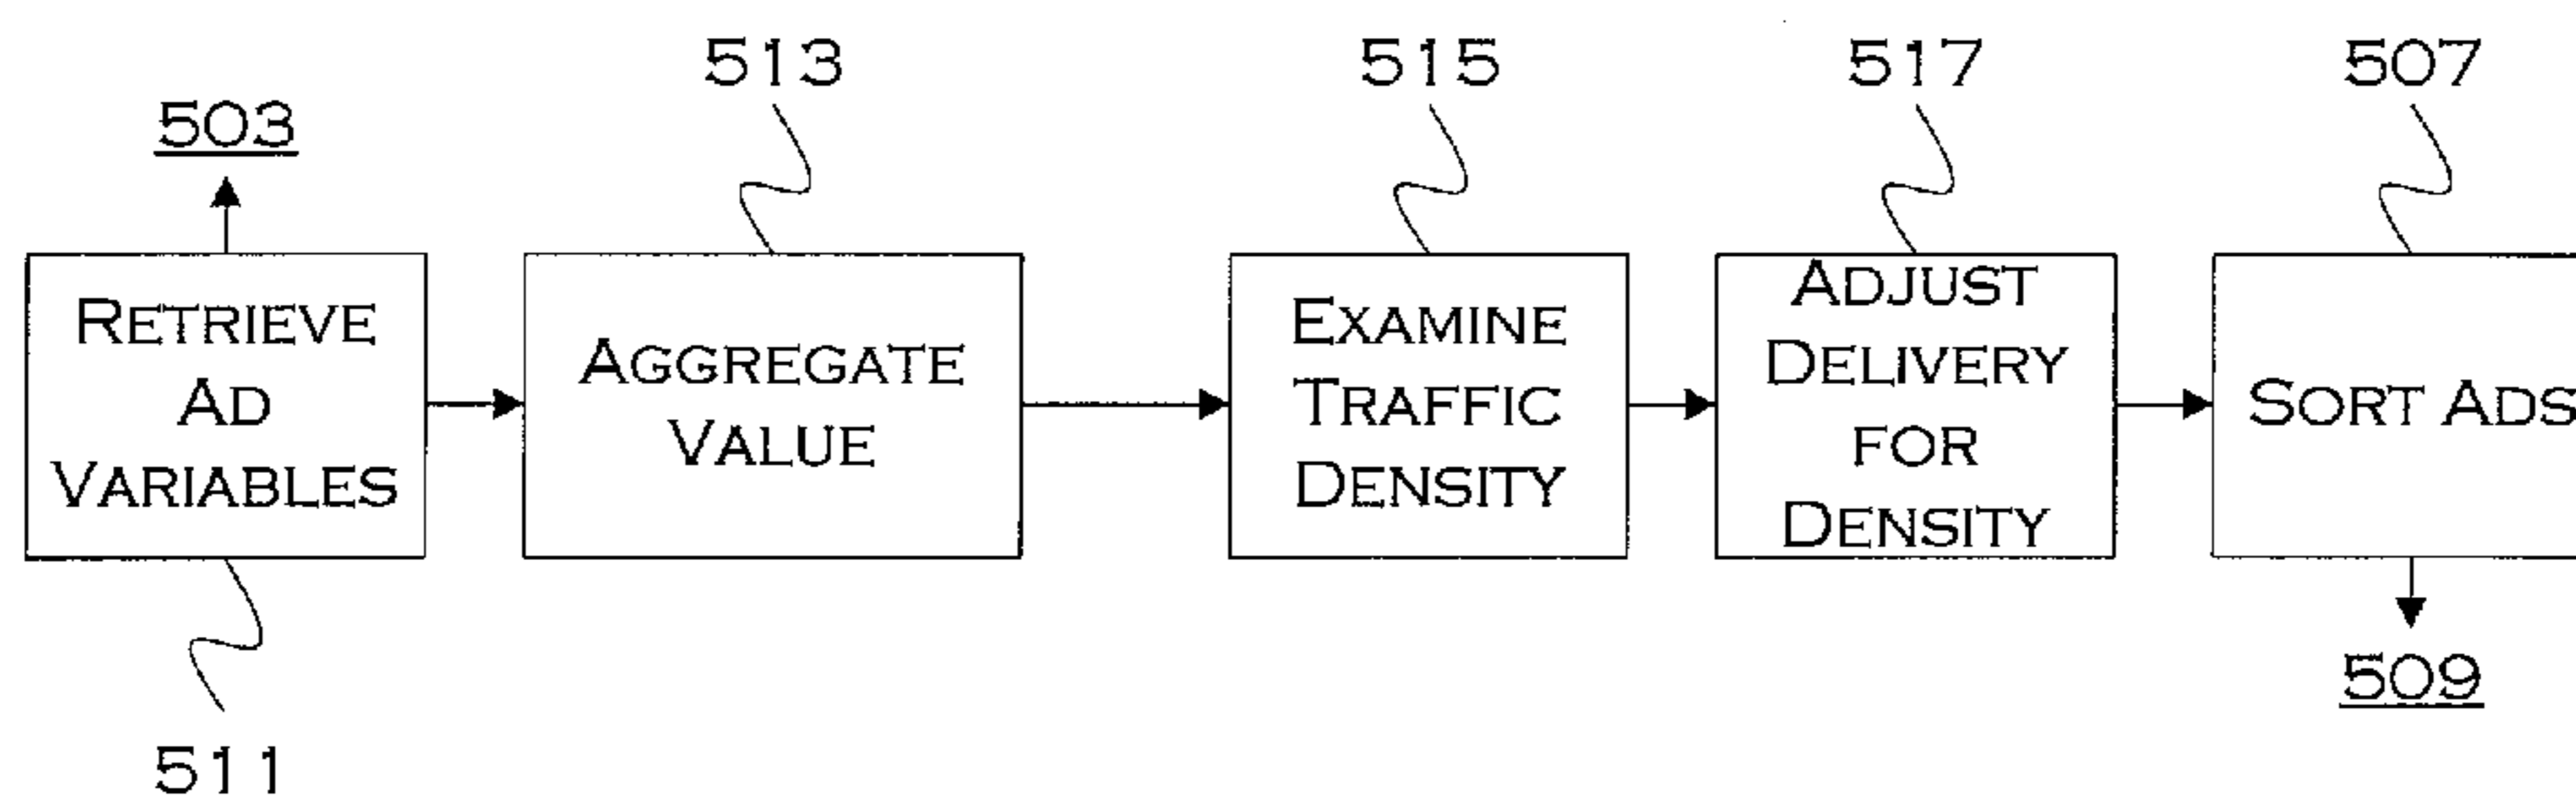 513
515
517
507
503
RETRIEVE
AD
VARIABLES
AGGREGATE
VALUE
EXAMINE
TRAFFIC
DENSITY
ADJUST
DELIVERY
FOR
DENSITY
SORT ADS
509
511